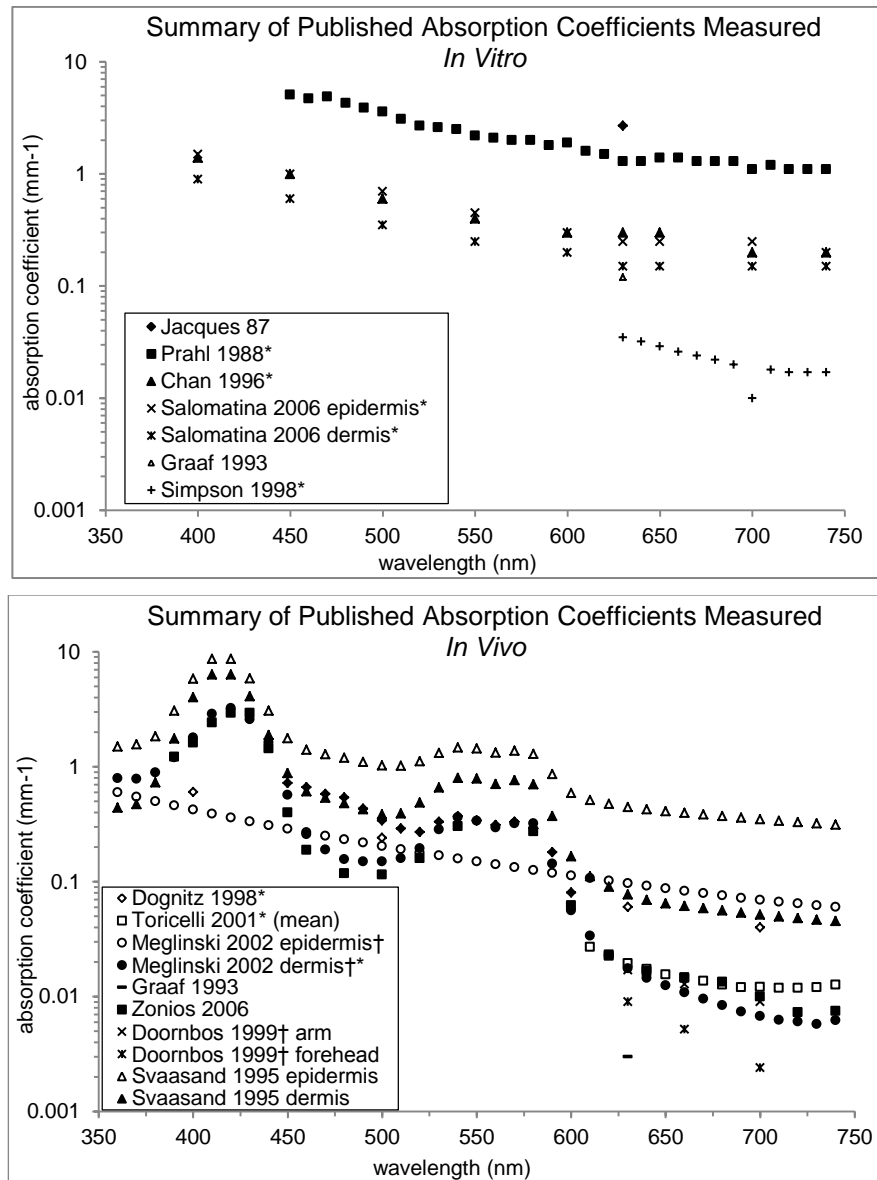 Summary of Published Absorption Coefficients Measured
In Vitro
10
1
0.1
0.01
0.001
absorption coefficient (mm-1)
Jacques 87
Prahl 1988*
Chan 1996*
Salomatina 2006 epidermis*
Salomatina 2006 dermis*
Graaf 1993
Simpson 1998*
350 400 450 500 550 600 650 700 750
wavelength (nm)
Summary of Published Absorption Coefficients Measured
In Vivo
10
1
0.1
0.01
0.001
absorption coefficient (mm-1)
Dognitz 1998*
Toricelli 2001* (mean)
Meglinski 2002 epidermis†
Meglinski 2002 dermis†*
Graaf 1993
Zonios 2006
Doornbos 1999† arm
Doornbos 1999† forehead
Svaasand 1995 epidermis
Svaasand 1995 dermis
350 400 450 500 550 600 650 700 750
wavelength (nm)